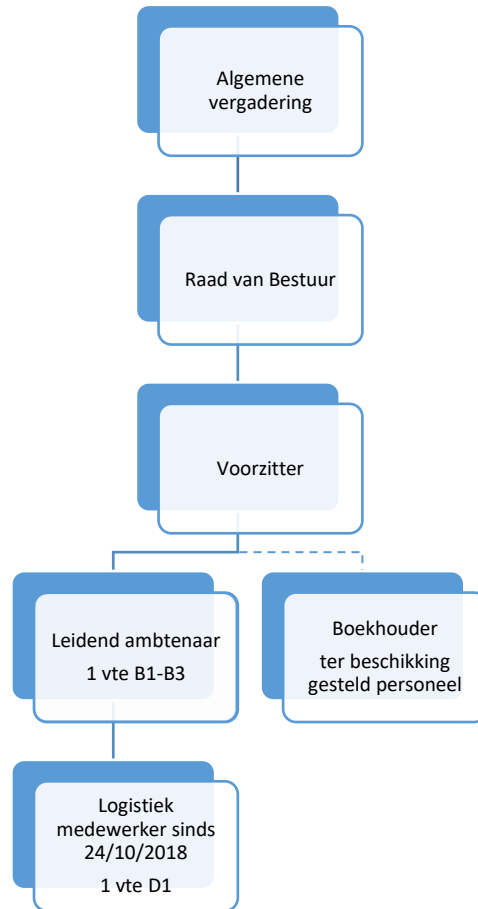 Algemene
vergadering
Raad van Bestuur
Voorzitter
Leidend ambtenaar
1 vte B1-B3
Boekhouder
ter beschikking
gesteld personeel
Logistiek
medewerker sinds
24/10/2018
1 vte D1